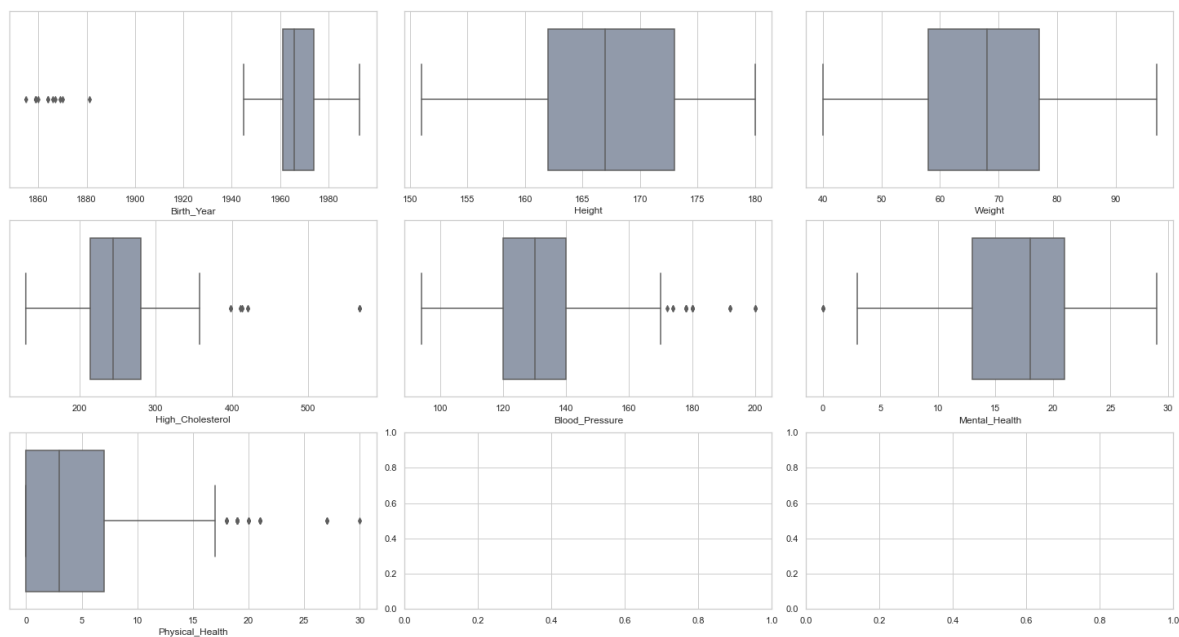 1860 1880 1900 1920 1940 1960 1980
Birth_Year
150 155 160 165 170 175 180
Height
40 50 60 70 80 90
Weight
200 300 400 500
High_Cholesterol
100 120 140 160 180 200
Blood_Pressure
0 5 10 15 20 25 30
Mental_Health
0 5 10 15 20 25 30
Physical_Health
1.0
0.8
0.6
0.4
0.2
0.0
0.0 0.2 0.4 0.6 0.8 1.0
1.0
0.8
0.6
0.4
0.2
0.0
0.0 0.2 0.4 0.6 0.8 1.0